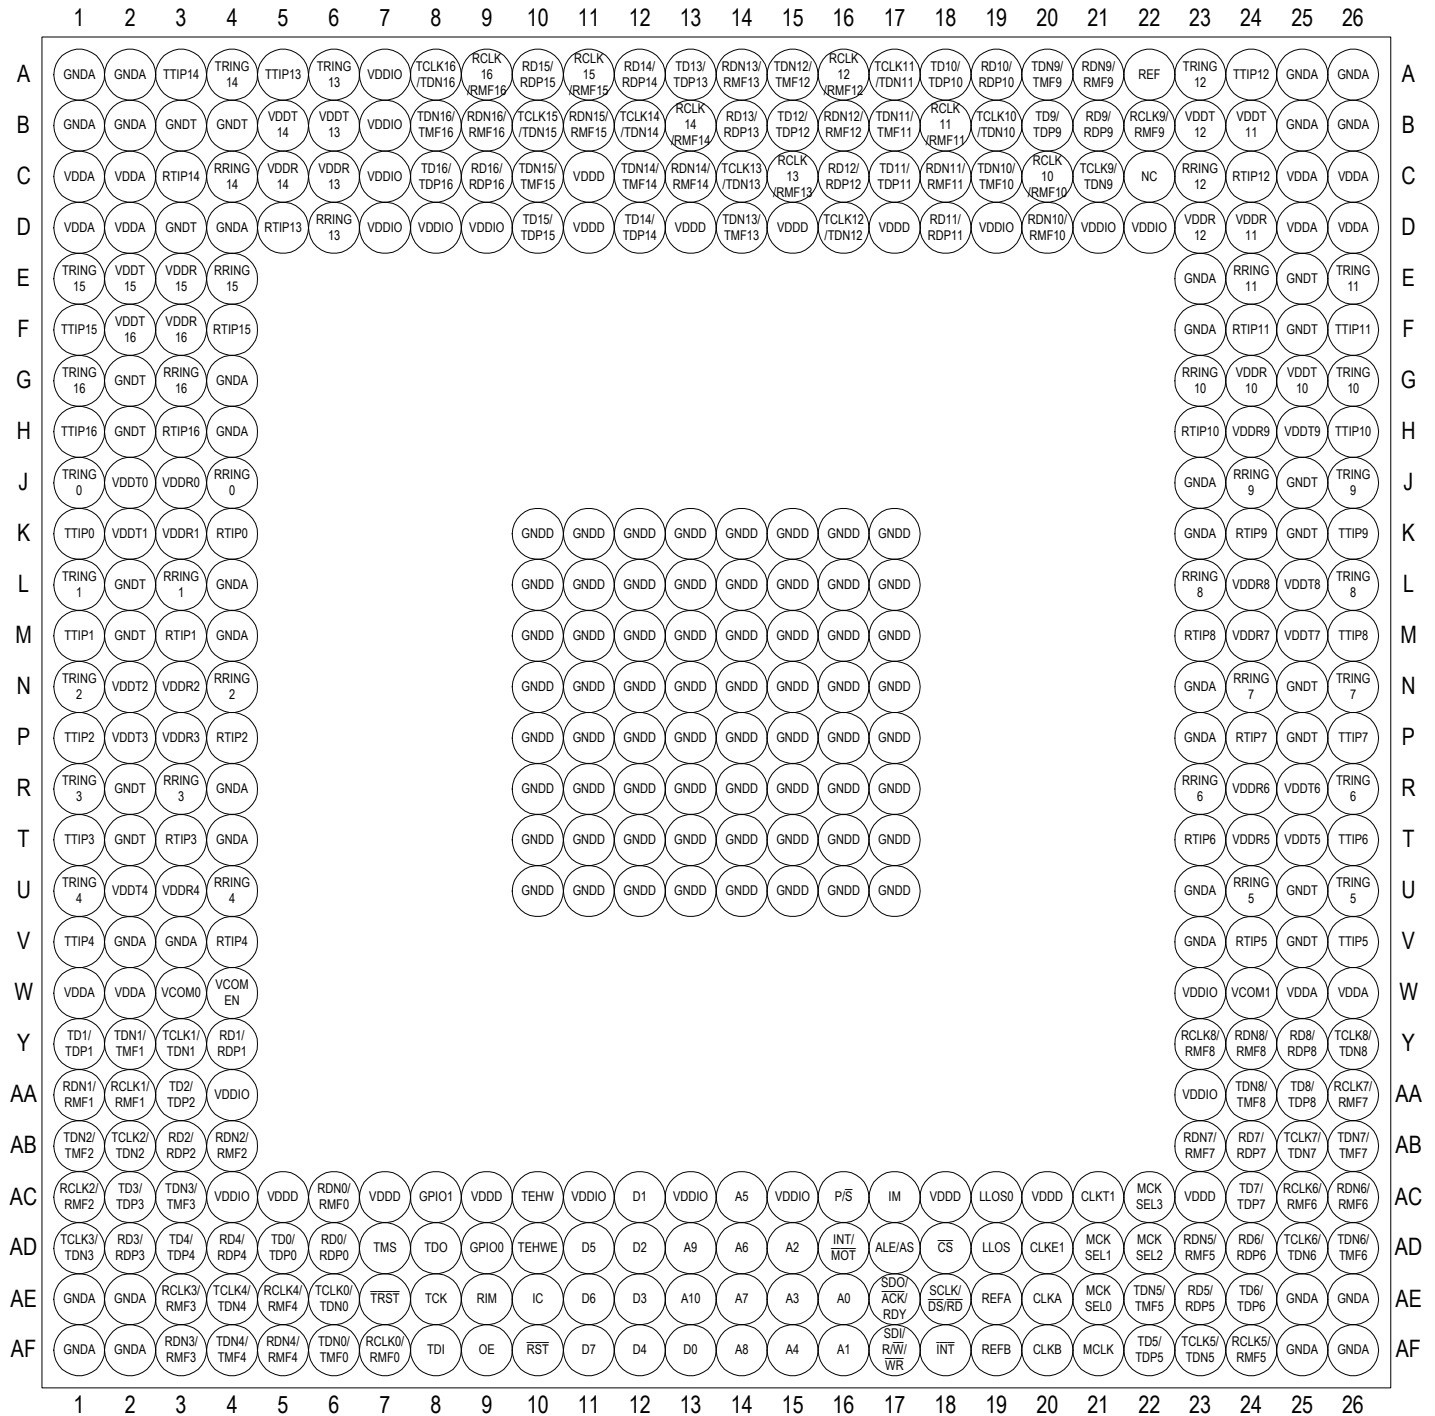 1 2 3 4 5 6 7 8 9 10 11 12 13 14 15 16 17 18 19 20 21 22 23 24 25 26
A GNDA GNDA TTIP14 TRING 14 TTIP13 TRING 13 VDDIO TCLK16 /TDN16 RCLK 16 /RMF16 RD15/ RDP15 RCLK 15 /RMF15 RD14/ RDP14 TD13/ TDP13 RDN13/ RMF13 TDN12/ TMF12 RCLK 12 /RMF12 TCLK11 /TDN11 TD10/ TDP10 RD10/ RDP10 TDN9/ TMF9 RDN9/ RMF9 REF TRING 12 TTIP12 GNDA GNDA A
B GNDA GNDA GNDT GNDT VDDT 14 VDDT 13 VDDIO TDN16/ TMF16 RDN16/ RMF16 TCLK15 /TDN15 RDN15/ RMF15 TCLK14 /TDN14 RCLK 14 /RMF14 RD13/ RDP13 TD12/ TDP12 RDN12/ RMF12 TDN11/ TMF11 RCLK 11 /RMF11 TCLK10 /TDN10 TD9/ TDP9 RD9/ RDP9 RCLK9/ RMF9 VDDT 12 VDDT 11 GNDA GNDA B
C VDDA VDDA RTIP14 RRING 14 VDDR 14 VDDR 13 VDDIO TD16/ TDP16 RD16/ RDP16 TDN15/ TMF15 VDDD TDN14/ TMF14 RDN14/ RMF14 TCLK13 /TDN13 RCLK 13 /RMF13 RD12/ RDP12 TD11/ TDP11 RDN11/ RMF11 TDN10/ TMF10 RCLK 10 /RMF10 TCLK9/ TDN9 NC RRING 12 RTIP12 VDDA VDDA C
D VDDA VDDA GNDT GNDA RTIP13 RRING 13 VDDIO VDDIO VDDIO TD15/ TDP15 VDDD TD14/ TDP14 VDDD TDN13/ TMF13 VDDD TCLK12 /TDN12 VDDD RD11/ RDP11 VDDIO RDN10/ RMF10 VDDIO VDDIO VDDR 12 VDDR 11 VDDA VDDA D
E TRING 15 VDDT 15 VDDR 15 RRING 15 GNDA RRING 11 GNDT TRING 11 E
F TTIP15 VDDT 16 VDDR 16 RTIP15 GNDA RTIP11 GNDT TTIP11 F
G TRING 16 GNDT RRING 16 GNDA RRING 10 VDDR 10 VDDT 10 TRING 10 G
H TTIP16 GNDT RTIP16 GNDA RTIP10 VDDR9 VDDT9 TTIP10 H
J TRING 0 VDDT0 VDDR0 RRING 0 GNDA RRING 9 GNDT TRING 9 J
K TTIP0 VDDT1 VDDR1 RTIP0 GNDD GNDD GNDD GNDD GNDD GNDD GNDD GNDD GNDA RTIP9 GNDT TTIP9 K
L TRING 1 GNDT RRING 1 GNDA GNDD GNDD GNDD GNDD GNDD GNDD GNDD GNDD RRING 8 VDDR8 VDDT8 TRING 8 L
M TTIP1 GNDT RTIP1 GNDA GNDD GNDD GNDD GNDD GNDD GNDD GNDD GNDD RTIP8 VDDR7 VDDT7 TTIP8 M
N TRING 2 VDDT2 VDDR2 RRING 2 GNDD GNDD GNDD GNDD GNDD GNDD GNDD GNDD GNDA RRING 7 GNDT TRING 7 N
P TTIP2 VDDT3 VDDR3 RTIP2 GNDD GNDD GNDD GNDD GNDD GNDD GNDD GNDD GNDA RTIP7 GNDT TTIP7 P
R TRING 3 GNDT RRING 3 GNDA GNDD GNDD GNDD GNDD GNDD GNDD GNDD GNDD RRING 6 VDDR6 VDDT6 TRING 6 R
T TTIP3 GNDT RTIP3 GNDA GNDD GNDD GNDD GNDD GNDD GNDD GNDD GNDD RTIP6 VDDR5 VDDT5 TTIP6 T
U TRING 4 VDDT4 VDDR4 RRING 4 GNDD GNDD GNDD GNDD GNDD GNDD GNDD GNDD GNDA RRING 5 GNDT TRING 5 U
V TTIP4 GNDA GNDA RTIP4 GNDA RTIP5 GNDT TTIP5 V
W VDDA VDDA VCOM0 VCOM EN VDDIO VCOM1 VDDA VDDA W
Y TD1/ TDP1 TDN1/ TMF1 TCLK1/ TDN1 RD1/ RDP1 RCLK8/ RMF8 RDN8/ RMF8 RD8/ RDP8 TCLK8/ TDN8 Y
AA RDN1/ RMF1 RCLK1/ RMF1 TD2/ TDP2 VDDIO VDDIO TDN8/ TMF8 TD8/ TDP8 RCLK7/ RMF7 AA
AB TDN2/ TMF2 TCLK2/ TDN2 RD2/ RDP2 RDN2/ RMF2 RDN7/ RMF7 RD7/ RDP7 TCLK7/ TDN7 TDN7/ TMF7 AB
AC RCLK2/ RMF2 TD3/ TDP3 TDN3/ TMF3 VDDIO VDDD RDN0/ RMF0 VDDD GPIO1 VDDD TEHW VDDIO D1 VDDIO A5 VDDIO P/S̅ IM VDDD LLOS0 VDDD CLKT1 MCK SEL3 VDDD TD7/ TDP7 RCLK6/ RMF6 RDN6/ RMF6 AC
AD TCLK3/ TDN3 RD3/ RDP3 TD4/ TDP4 RD4/ RDP4 TD0/ TDP0 RD0/ RDP0 TMS TDO GPIO0 TEHWE D5 D2 A9 A6 A2 INT/ M̅O̅T̅ ALE/AS C̅S̅ LLOS CLKE1 MCK SEL1 MCK SEL2 RDN5/ RMF5 RD6/ RDP6 TCLK6/ TDN6 TDN6/ TMF6 AD
AE GNDA GNDA RCLK3/ RMF3 TCLK4/ TDN4 RCLK4/ RMF4 TCLK0/ TDN0 T̅R̅S̅T̅ TCK RIM IC D6 D3 A10 A7 A3 A0 SDO/ A̅C̅K̅/ RDY SCLK/ D̅S̅/R̅D̅ REFA CLKA MCK SEL0 TDN5/ TMF5 RD5/ RDP5 TD6/ TDP6 GNDA GNDA AE
AF GNDA GNDA RDN3/ RMF3 TDN4/ TMF4 RDN4/ RMF4 TDN0/ TMF0 RCLK0/ RMF0 TDI OE R̅S̅T̅ D7 D4 D0 A8 A4 A1 SDI/ R/W̅/ W̅R̅ I̅N̅T̅ REFB CLKB MCLK TD5/ TDP5 TCLK5/ TDN5 RCLK5/ RMF5 GNDA GNDA AF
1 2 3 4 5 6 7 8 9 10 11 12 13 14 15 16 17 18 19 20 21 22 23 24 25 26